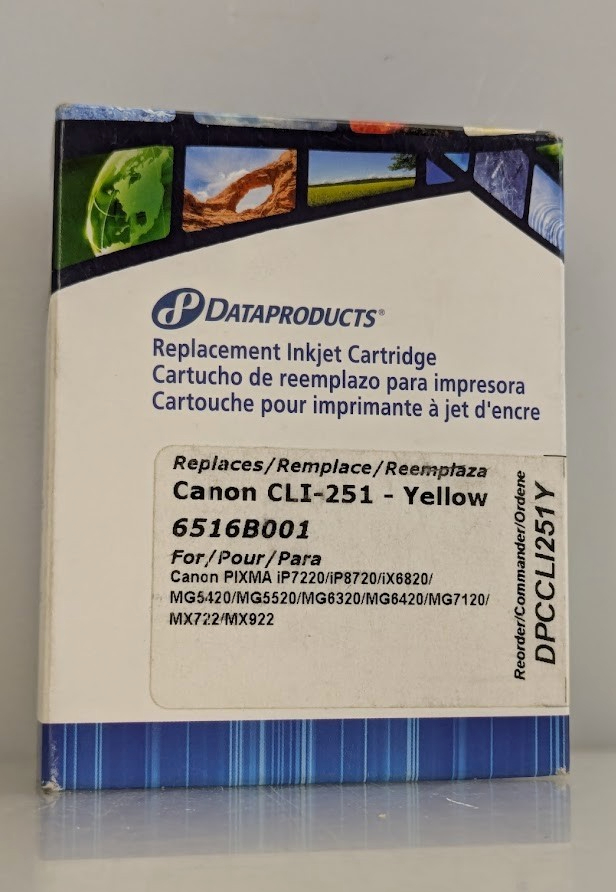 DATAPRODUCTS®
Replacement Inkjet Cartridge
Cartucho de reemplazo para impresora
Cartouche pour imprimante à jet d'encre
Replaces/Remplace/Reemplaza
Canon CLI-251 - Yellow
6516B001
For/Pour/Para
Canon PIXMA iP7220/iP8720/iX6820/
MG5420/MG5520/MG6320/MG6420/MG7120/
MX722/MX922
Reorder/Commander/Ordene
DPCCLI251Y